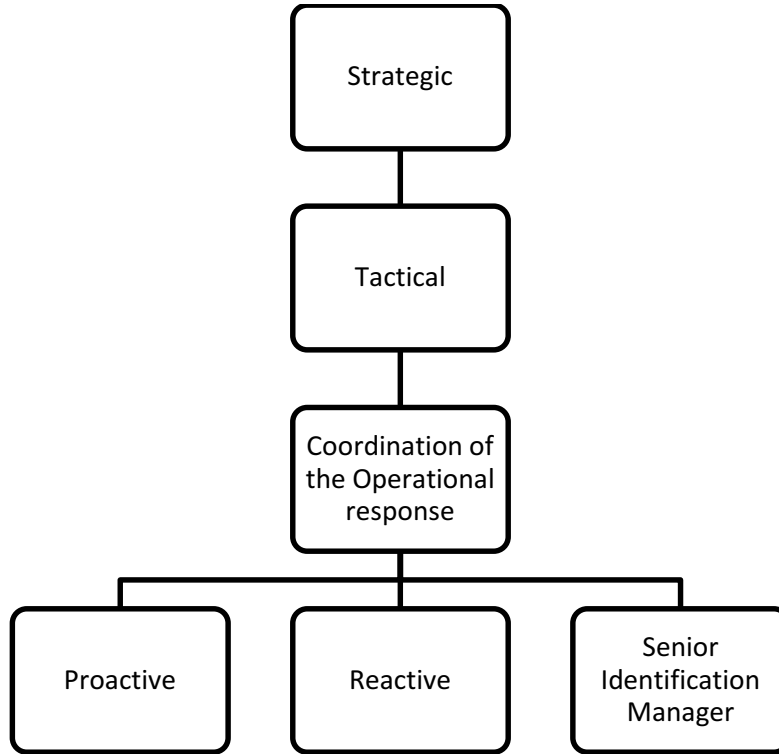 Strategic
Tactical
Coordination of
the Operational
response
Proactive
Reactive
Senior
Identification
Manager